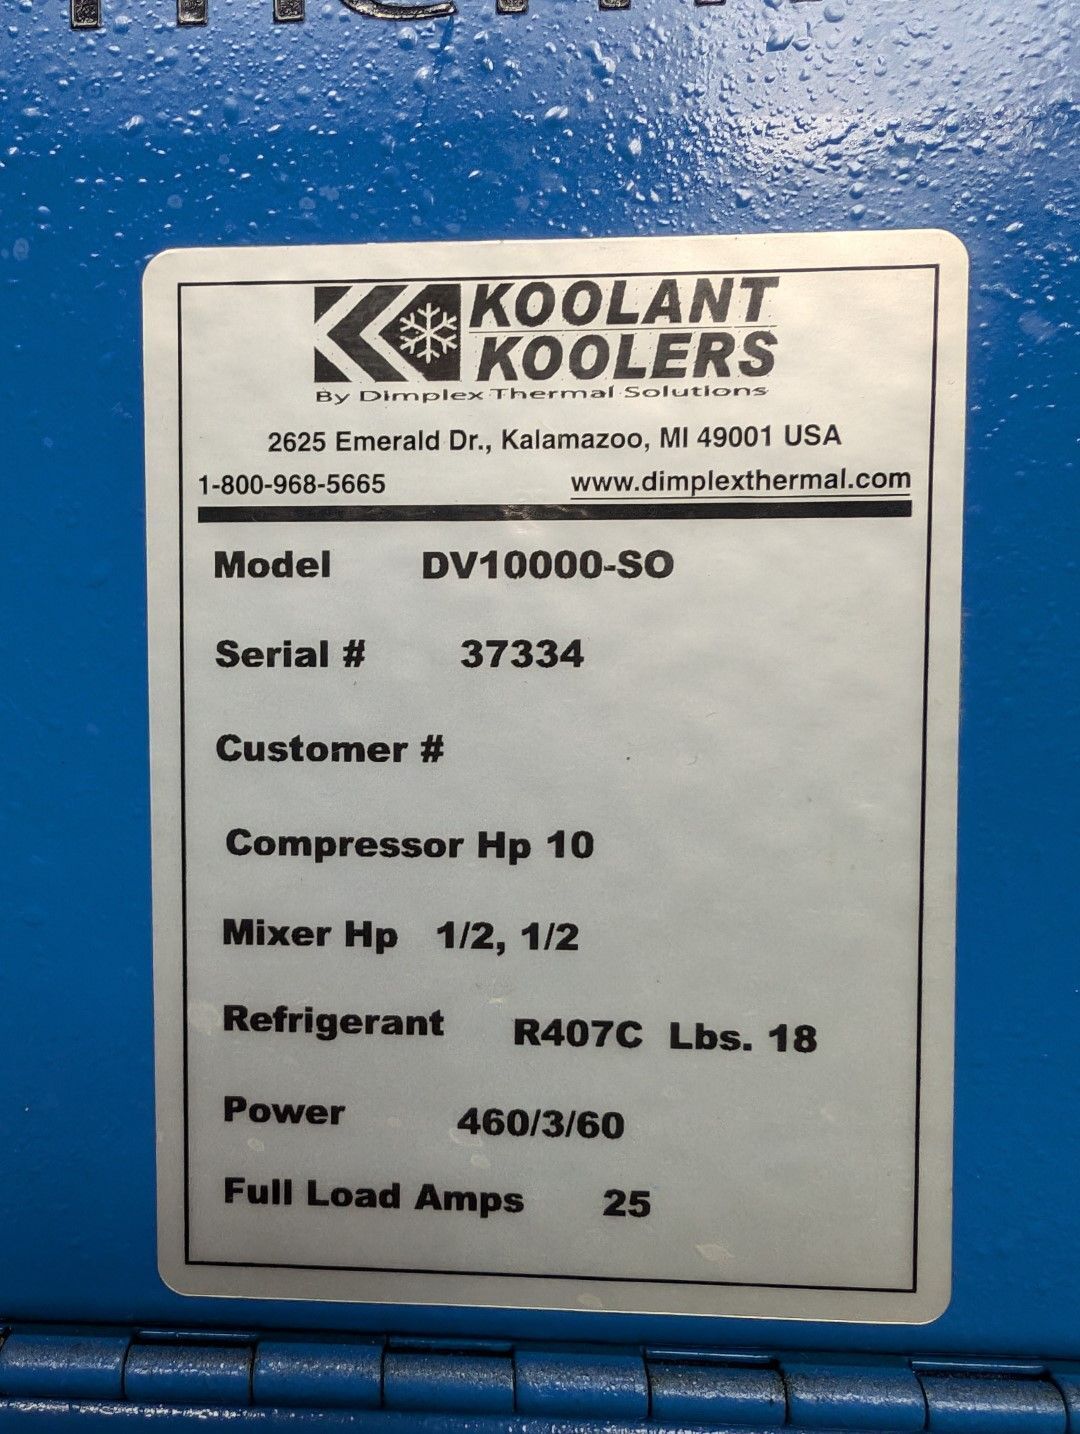 KOOLANT
KOOLERS
By Dimplex Thermal Solutions
2625 Emerald Dr., Kalamazoo, MI 49001 USA
1-800-968-5665 www.dimplexthermal.com
Model DV10000-SO
Serial # 37334
Customer #
Compressor Hp 10
Mixer Hp 1/2, 1/2
Refrigerant R407C Lbs. 18
Power 460/3/60
Full Load Amps 25